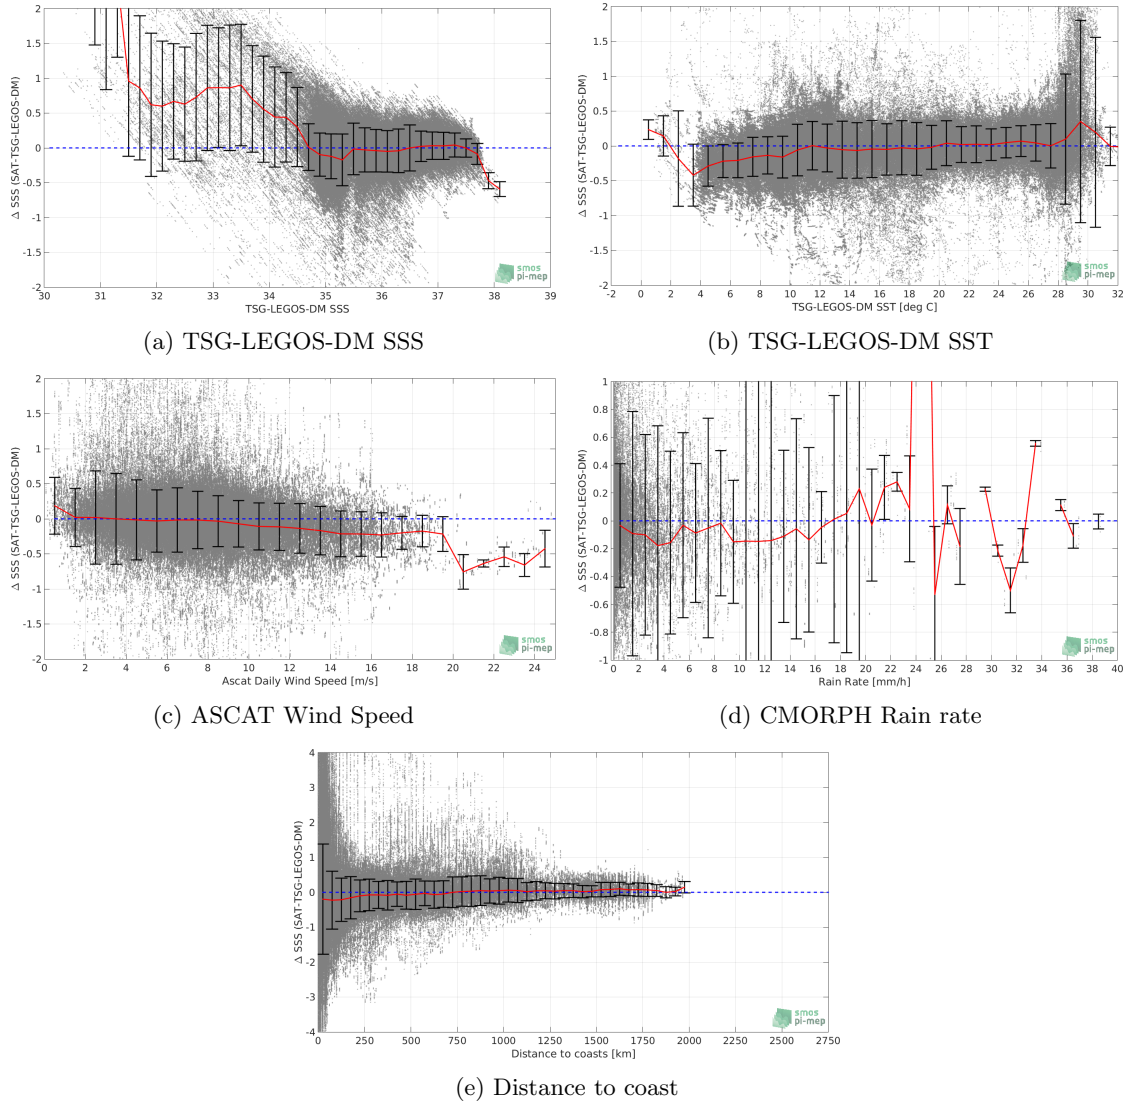 2
1.5
1
0.5
0
-0.5
-1
-1.5
-2
Δ SSS (SAT-TSG-LEGOS-DM)
30 31 32 33 34 35 36 37 38 39
TSG-LEGOS-DM SSS
smos
pi-mep
(a) TSG-LEGOS-DM SSS
2
1.5
1
0.5
0
-0.5
-1
-1.5
-2
Δ SSS (SAT-TSG-LEGOS-DM)
-2 0 2 4 6 8 10 12 14 16 18 20 22 24 26 28 30 32
TSG-LEGOS-DM SST [deg C]
smos
pi-mep
(b) TSG-LEGOS-DM SST
2
1.5
1
0.5
0
-0.5
-1
-1.5
-2
Δ SSS (SAT-TSG-LEGOS-DM)
0 2 4 6 8 10 12 14 16 18 20 22 24
Ascat Daily Wind Speed [m/s]
smos
pi-mep
(c) ASCAT Wind Speed
1
0.8
0.6
0.4
0.2
0
-0.2
-0.4
-0.6
-0.8
-1
Δ SSS (SAT-TSG-LEGOS-DM)
0 2 4 6 8 10 12 14 16 18 20 22 24 26 28 30 32 34 36 38 40
Rain Rate [mm/h]
smos
pi-mep
(d) CMORPH Rain rate
4
3
2
1
0
-1
-2
-3
-4
Δ SSS (SAT-TSG-LEGOS-DM)
0 250 500 750 1000 1250 1500 1750 2000 2250 2500 2750
Distance to coasts [km]
smos
pi-mep
(e) Distance to coast